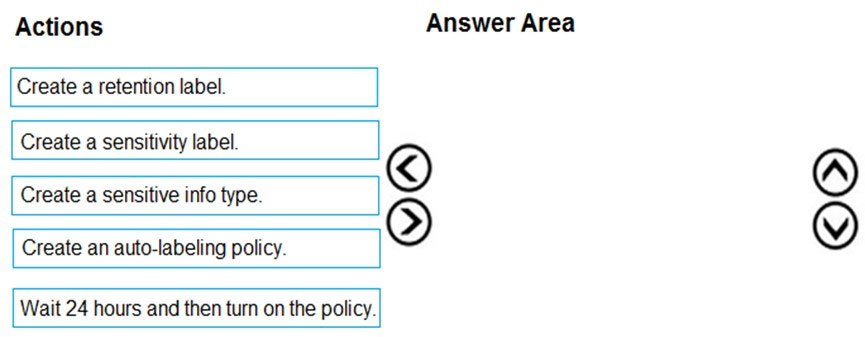 Actions
Answer Area
Create a retention label.
Create a sensitivity label.
Create a sensitive info type.
Create an auto-labeling policy.
Wait 24 hours and then turn on the policy.